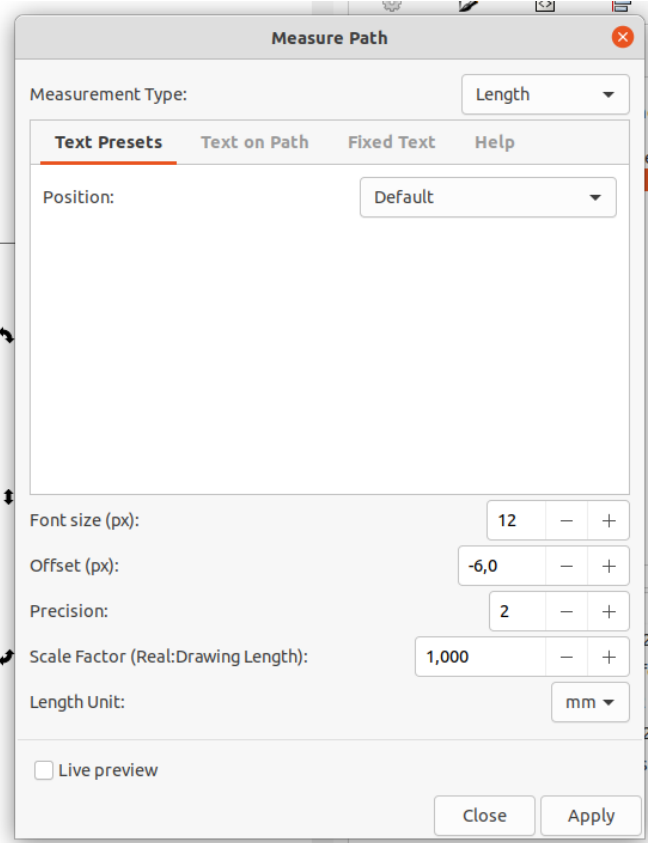 Measure Path
Measurement Type: Length
Text Presets Text on Path Fixed Text Help
Position: Default
Font size (px): 12 − +
Offset (px): -6,0 − +
Precision: 2 − +
Scale Factor (Real:Drawing Length): 1,000 − +
Length Unit: mm
Live preview
Close Apply